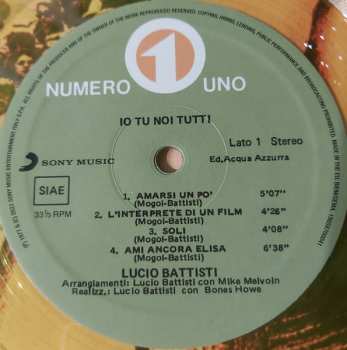 NUMERO 1 UNO
IO TU NOI TUTTI
Lato 1 Stereo
SONY MUSIC
Ed. Acqua Azzurra
SIAE
33⅓ RPM
1. AMARSI UN PO' 5'07"
(Mogol-Battisti)
2. L'INTERPRETE DI UN FILM 4'26"
(Mogol-Battisti)
3. SOLI 4'08"
(Mogol-Battisti)
4. AMI ANCORA ELISA 6'38"
(Mogol-Battisti)
LUCIO BATTISTI
Arrangiamenti: Lucio Battisti con Mike Melvoin
Realizz.: Lucio Battisti con Bones Howe